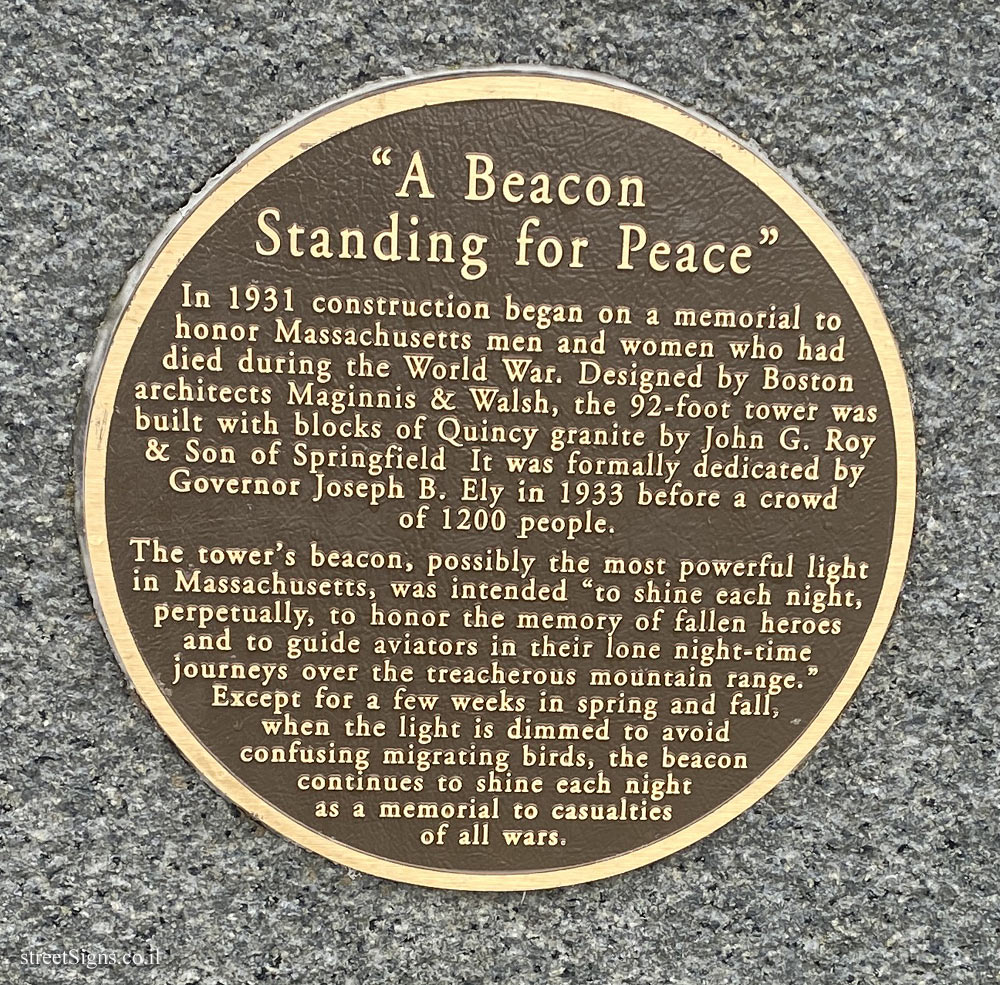 “A Beacon
Standing for Peace”
In 1931 construction began on a memorial to
honor Massachusetts men and women who had
died during the World War. Designed by Boston
architects Maginnis & Walsh, the 92-foot tower was
built with blocks of Quincy granite by John G. Roy
& Son of Springfield It was formally dedicated by
Governor Joseph B. Ely in 1933 before a crowd
of 1200 people.
The tower's beacon, possibly the most powerful light
in Massachusetts, was intended “to shine each night,
perpetually, to honor the memory of fallen heroes
and to guide aviators in their lone night-time
journeys over the treacherous mountain range.”
Except for a few weeks in spring and fall,
when the light is dimmed to avoid
confusing migrating birds, the beacon
continues to shine each night
as a memorial to casualties
of all wars.
streetSigns.co.il